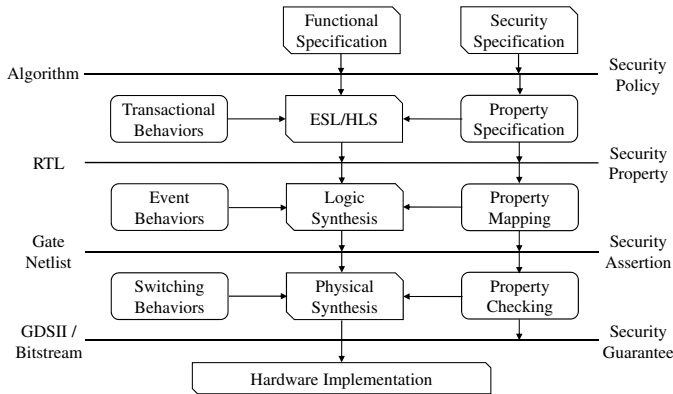 Functional
Specification
Security
Specification
Algorithm
Security
Policy
Transactional
Behaviors
ESL/HLS
Property
Specification
RTL
Security
Property
Event
Behaviors
Logic
Synthesis
Property
Mapping
Gate
Netlist
Security
Assertion
Switching
Behaviors
Physical
Synthesis
Property
Checking
GDSII /
Bitstream
Security
Guarantee
Hardware Implementation